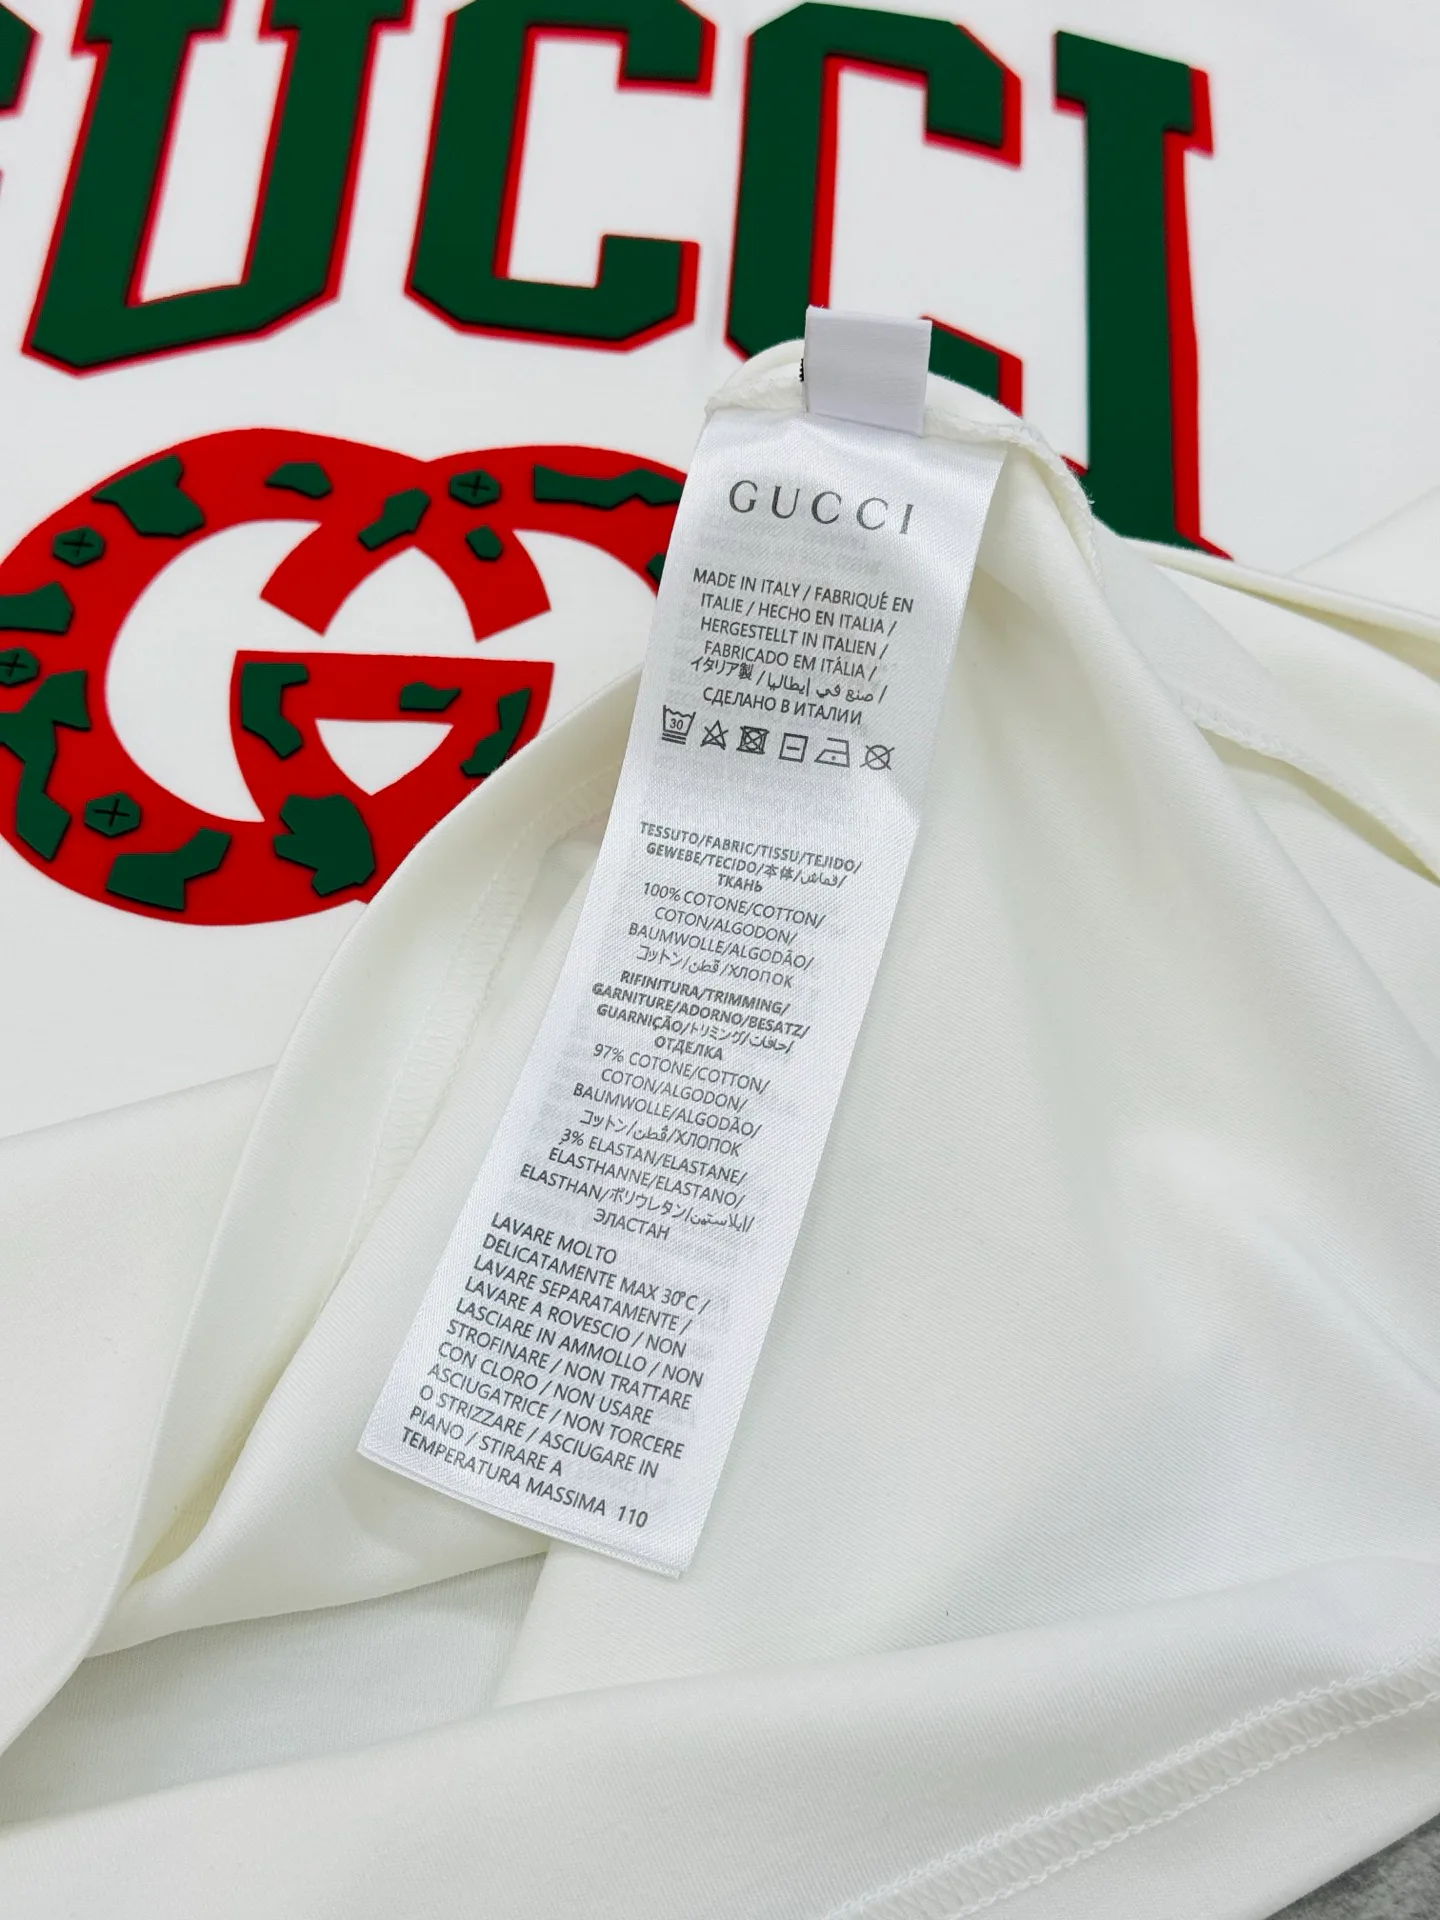 GUCCI
GUCCI
MADE IN ITALY / FABRIQUÉ EN
ITALIE / HECHO EN ITALIA /
HERGESTELLT IN ITALIEN /
FABRICADO EM ITÁLIA /
イタリア製 / صنع في إيطاليا /
СДЕЛАНО В ИТАЛИИ
30
TESSUTO/FABRIC/TISSU/TEJIDO/
GEWEBE/TECIDO/本体/قماش/
ТКАНЬ
100% COTONE/COTTON/
COTON/ALGODON/
BAUMWOLLE/ALGODÃO/
コットン/قطن/ХЛОПОК
RIFINITURA/TRIMMING/
GARNITURE/ADORNO/BESATZ/
GUARNIÇÃO/トリミング/حافات/
ОТДЕЛКА
97% COTONE/COTTON/
COTON/ALGODON/
BAUMWOLLE/ALGODÃO/
コットン/قطن/ХЛОПОК
3% ELASTAN/ELASTANE/
ELASTHANNE/ELASTANO/
ELASTHAN/ポリウレタン/إيلاستين/
ЭЛАСТАН
LAVARE MOLTO
DELICATAMENTE MAX 30°C /
LAVARE SEPARATAMENTE /
LAVARE A ROVESCIO / NON
LASCIARE IN AMMOLLO / NON
STROFINARE / NON TRATTARE
CON CLORO / NON USARE
ASCIUGATRICE / NON TORCERE
O STRIZZARE / ASCIUGARE IN
PIANO / STIRARE A
TEMPERATURA MASSIMA 110